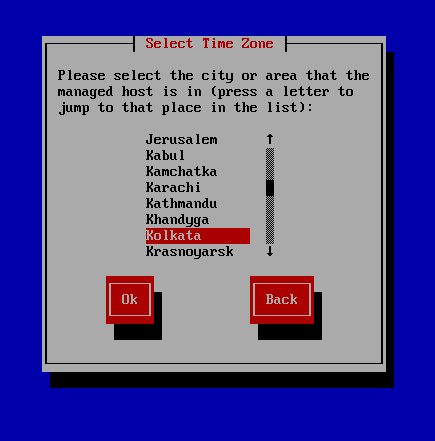 Select Time Zone
Please select the city or area that the
managed host is in (press a letter to
jump to that place in the list):
Jerusalem
Kabul
Kamchatka
Karachi
Kathmandu
Khandyga
Kolkata
Krasnoyarsk
Ok Back